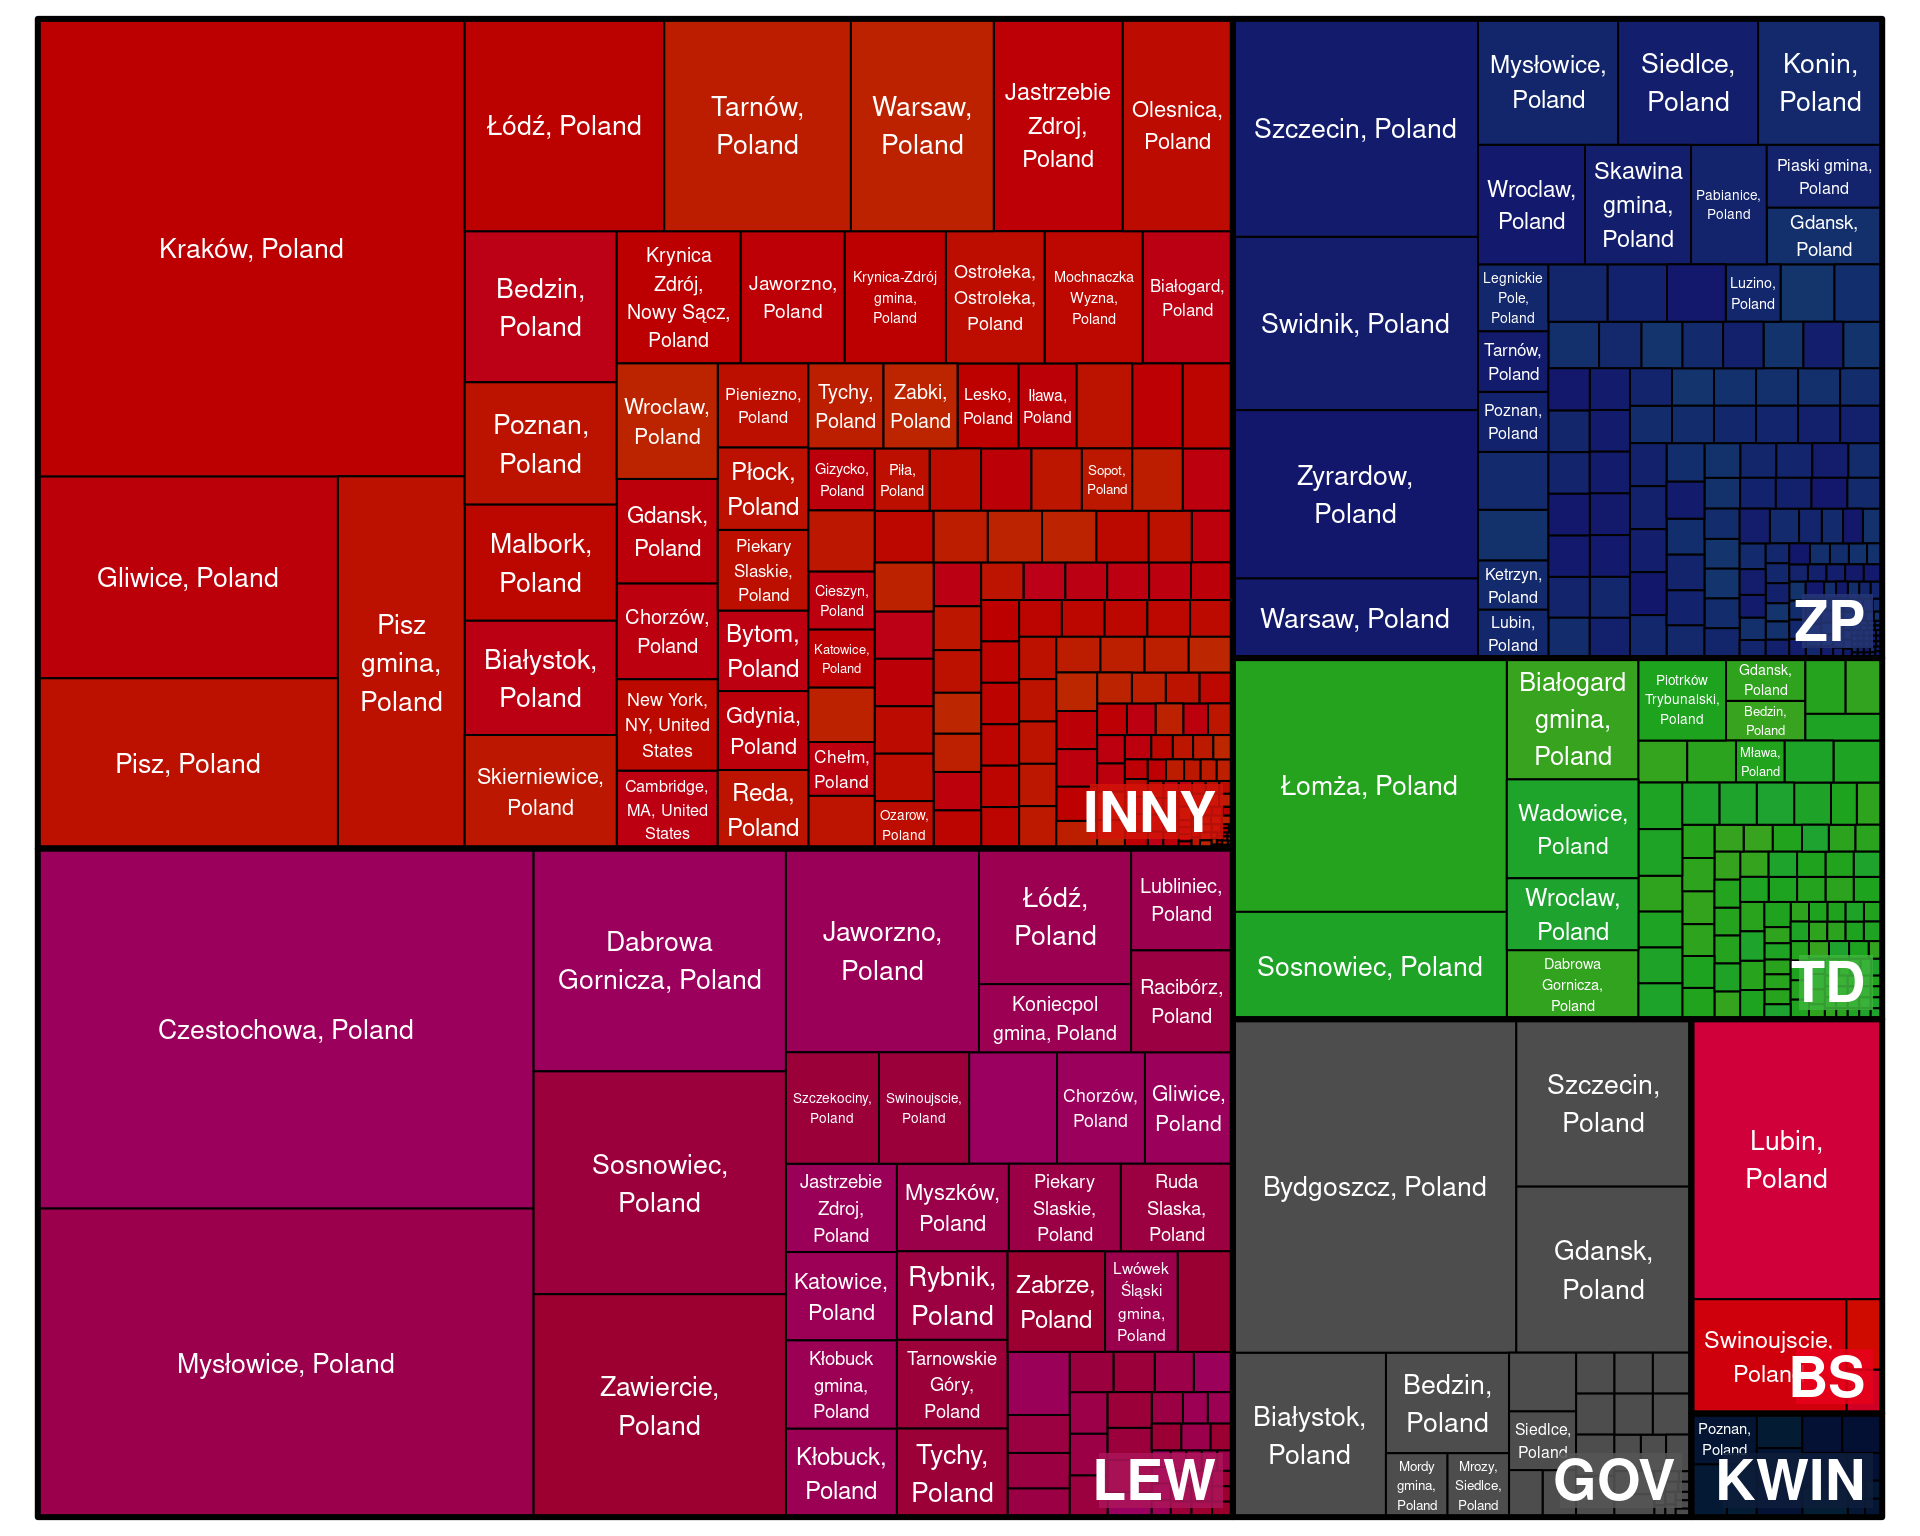 Kraków, Poland
Gliwice, Poland
Pisz, Poland
Pisz
gmina,
Poland
Łódź, Poland
Tarnów,
Poland
Warsaw,
Poland
Jastrzebie
Zdroj,
Poland
Olesnica,
Poland
Bedzin,
Poland
Poznan,
Poland
Malbork,
Poland
Białystok,
Poland
Skierniewice,
Poland
Krynica
Zdrój,
Nowy Sącz,
Poland
Jaworzno,
Poland
Krynica-Zdrój
gmina,
Poland
Ostrołeka,
Ostroleka,
Poland
Mochnaczka
Wyzna,
Poland
Białogard,
Poland
Wroclaw,
Poland
Gdansk,
Poland
Chorzów,
Poland
New York,
NY, United
States
Cambridge,
MA, United
States
Pieniezno,
Poland
Płock,
Poland
Piekary
Slaskie,
Poland
Bytom,
Poland
Gdynia,
Poland
Reda,
Poland
Tychy,
Poland
Zabki,
Poland
Lesko,
Poland
Iława,
Poland
Gizycko,
Poland
Piła,
Poland
Sopot,
Poland
Cieszyn,
Poland
Katowice,
Poland
Chełm,
Poland
Ozarow,
Poland
INNY
Czestochowa, Poland
Mysłowice, Poland
Dabrowa
Gornicza, Poland
Sosnowiec,
Poland
Zawiercie,
Poland
Jaworzno,
Poland
Łódź,
Poland
Koniecpol
gmina, Poland
Lubliniec,
Poland
Racibórz,
Poland
Szczekociny,
Poland
Swinoujscie,
Poland
Chorzów,
Poland
Gliwice,
Poland
Jastrzebie
Zdroj,
Poland
Myszków,
Poland
Piekary
Slaskie,
Poland
Ruda
Slaska,
Poland
Katowice,
Poland
Rybnik,
Poland
Zabrze,
Poland
Lwówek
Śląski
gmina,
Poland
Kłobuck
gmina,
Poland
Tarnowskie
Góry,
Poland
Kłobuck,
Poland
Tychy,
Poland
LEW
Szczecin, Poland
Swidnik, Poland
Zyrardow,
Poland
Warsaw, Poland
Mysłowice,
Poland
Siedlce,
Poland
Konin,
Poland
Wroclaw,
Poland
Skawina
gmina,
Poland
Pabianice,
Poland
Piaski gmina,
Poland
Gdansk,
Poland
Legnickie
Pole,
Poland
Luzino,
Poland
Tarnów,
Poland
Poznan,
Poland
Ketrzyn,
Poland
Lubin,
Poland
ZP
Łomża, Poland
Sosnowiec, Poland
Białogard
gmina,
Poland
Wadowice,
Poland
Wroclaw,
Poland
Dabrowa
Gornicza,
Poland
Piotrków
Trybunalski,
Poland
Gdansk,
Poland
Bedzin,
Poland
Mława,
Poland
TD
Bydgoszcz, Poland
Szczecin,
Poland
Gdansk,
Poland
Białystok,
Poland
Bedzin,
Poland
Mordy
gmina,
Poland
Mrozy,
Siedlce,
Poland
Siedlce,
Poland
GOV
Lubin,
Poland
Swinoujscie,
Poland
BS
Poznan,
Poland
KWIN